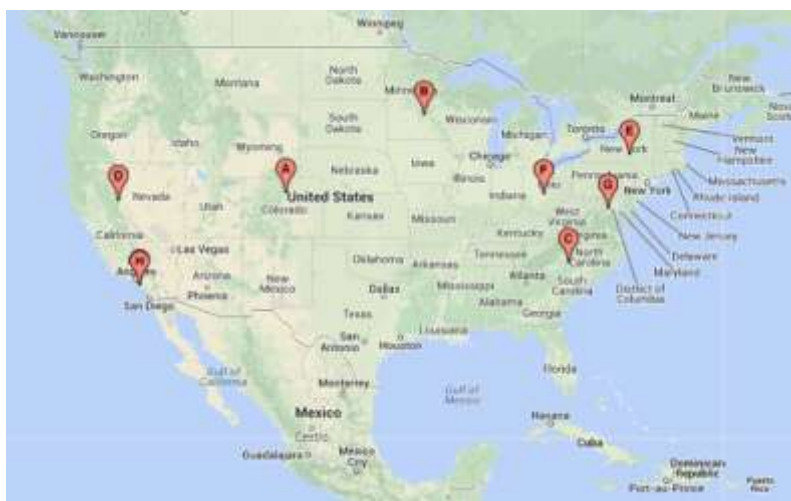 Winnipeg
Vancouver
Washington
Montana
North
Dakota
B
New
Brunswick
Montreal
Maine
Oregon
Idaho
Wyoming
South
Dakota
Wisconsin
Michigan
Toronto
E
New York
Vermont
New
Hampshire
Massachusetts
Rhode Island
Connecticut
D
Nevada
Utah
A
United States
Colorado
Nebraska
Iowa
Chicago
Illinois
Indiana
F
Pennsylvania
G
New York
New Jersey
Delaware
Maryland
District of
Columbia
California
Las Vegas
Kansas
Missouri
West
Virginia
Kentucky
C
North
Carolina
H
San Diego
Arizona
New
Mexico
Oklahoma
Arkansas
Tennessee
Atlanta
South
Carolina
Dallas
Mississippi
Alabama
Georgia
Texas
San
Antonio
Houston
Louisiana
Florida
Gulf of
California
Monterrey
Gulf of
Mexico
Mexico
Havana
Cuba
Guadalajara
Mexico
City
Dominican
Republic
Port-au-Prince
Puerto
Rico